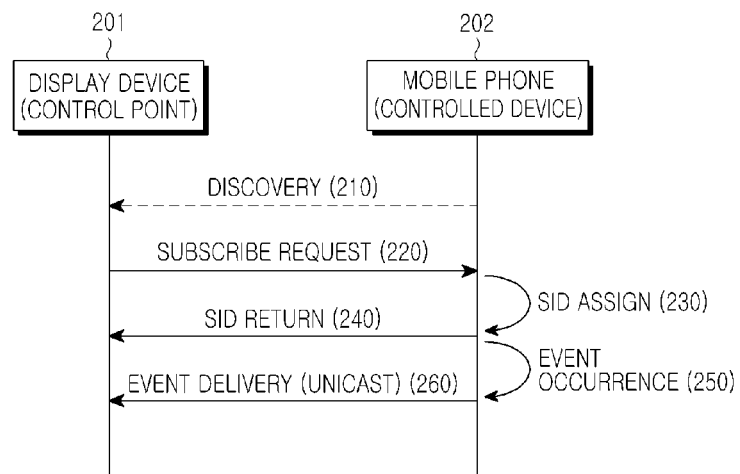 201
202
DISPLAY DEVICE
(CONTROL POINT)
MOBILE PHONE
(CONTROLLED DEVICE)
DISCOVERY (210)
SUBSCRIBE REQUEST (220)
SID ASSIGN (230)
SID RETURN (240)
EVENT
OCCURRENCE (250)
EVENT DELIVERY (UNICAST) (260)